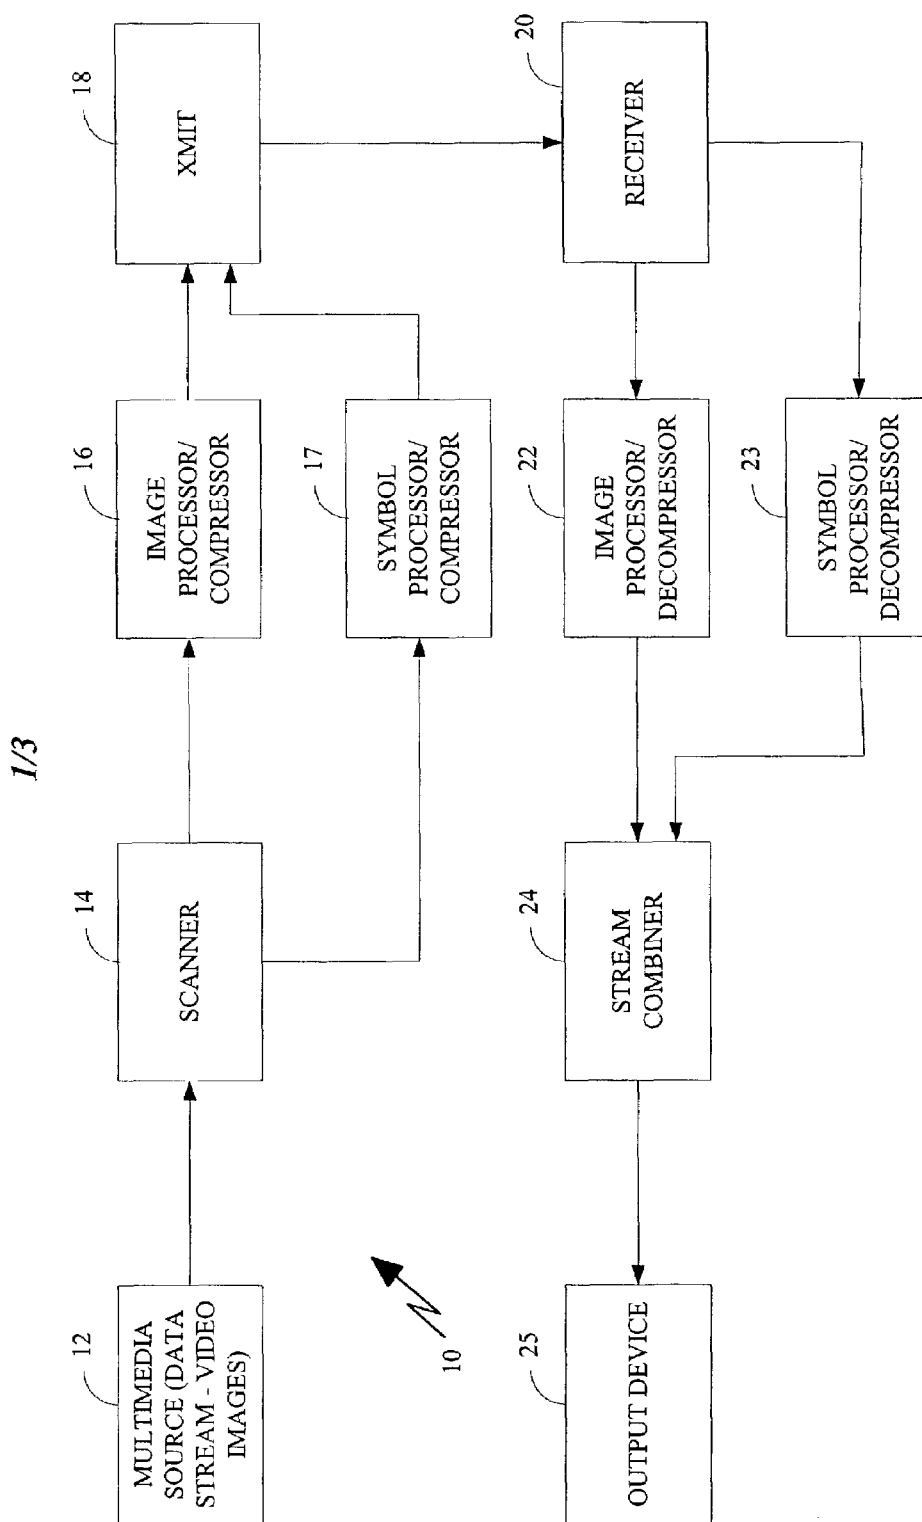 1/3
12
MULTIMEDIA
SOURCE (DATA
STREAM - VIDEO
IMAGES)
14
SCANNER
16
IMAGE
PROCESSOR/
COMPRESSOR
18
XMIT
17
SYMBOL
PROCESSOR/
COMPRESSOR
10
25
OUTPUT DEVICE
24
STREAM
COMBINER
22
IMAGE
PROCESSOR/
DECOMPRESSOR
20
RECEIVER
23
SYMBOL
PROCESSOR/
DECOMPRESSOR